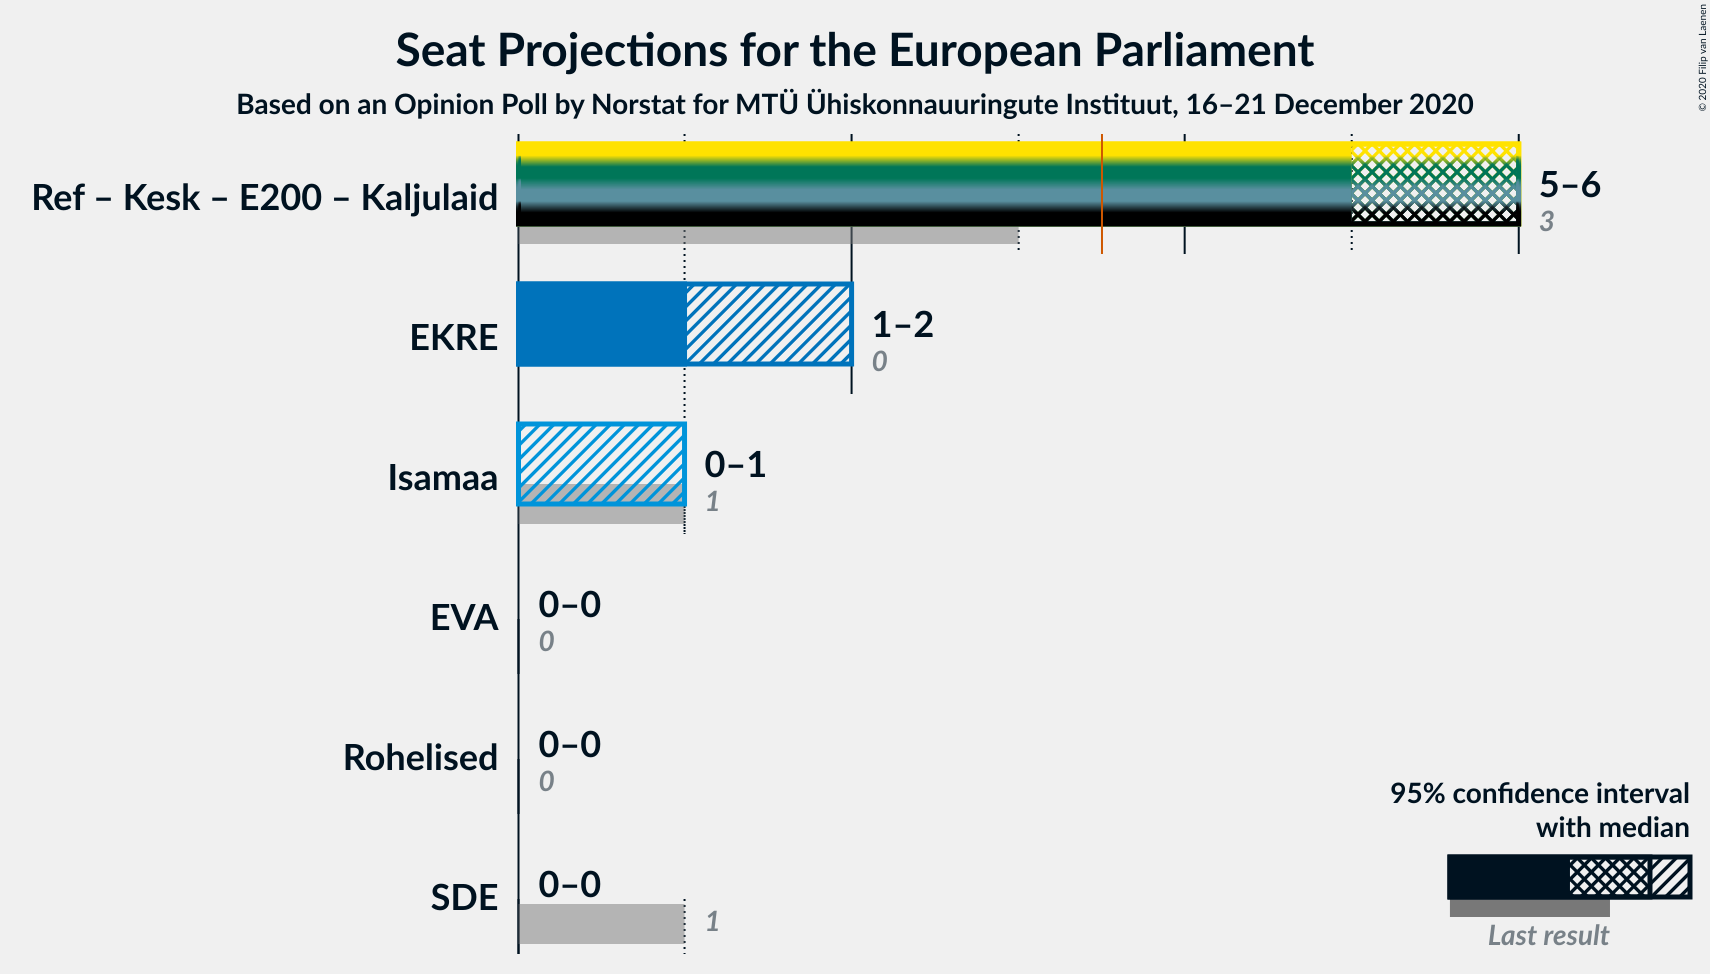 Seat Projections for the European Parliament
Based on an Opinion Poll by Norstat for MTÜ Ühiskonnauuringute Instituut, 16–21 December 2020
© 2020 Filip van Laenen
Ref – Kesk – E200 – Kaljulaid
5–6
3
EKRE
1–2
0
Isamaa
0–1
1
EVA
0–0
0
Rohelised
0–0
0
SDE
0–0
1
95% confidence interval
with median
Last result